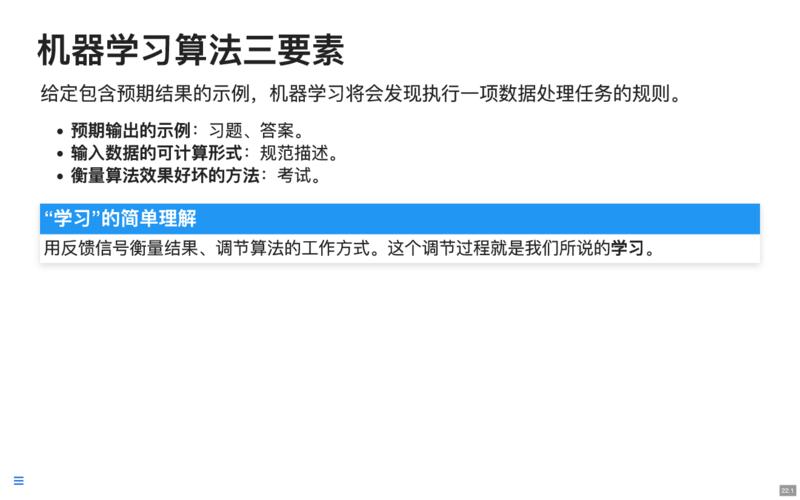 机器学习算法三要素
给定包含预期结果的示例，机器学习将会发现执行一项数据处理任务的规则。
• 预期输出的示例：习题、答案。
• 输入数据的可计算形式：规范描述。
• 衡量算法效果好坏的方法：考试。
“学习”的简单理解
用反馈信号衡量结果、调节算法的工作方式。这个调节过程就是我们所说的学习。
22.1